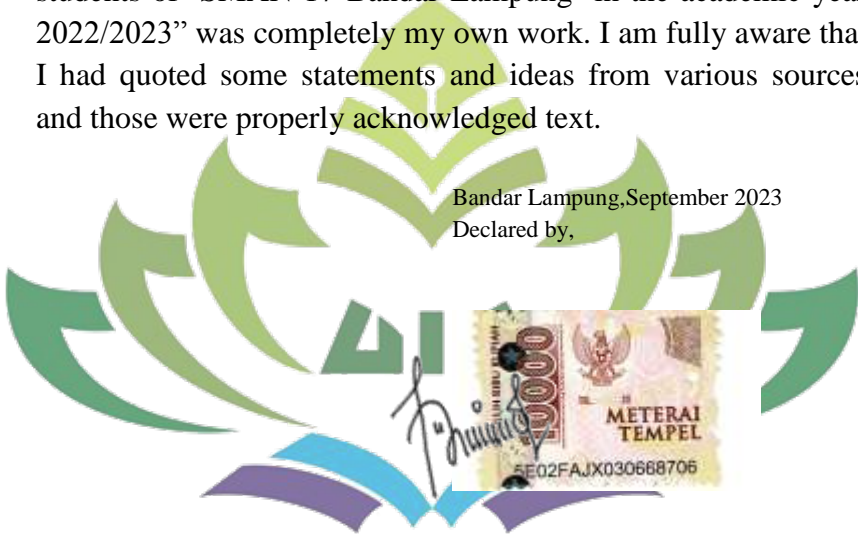 2022/2023” was completely my own work. I am fully aware that
I had quoted some statements and ideas from various sources
and those were properly acknowledged text.
Bandar Lampung,September 2023
Declared by,
10000
METERAI
TEMPEL
5E02FAJX030668706